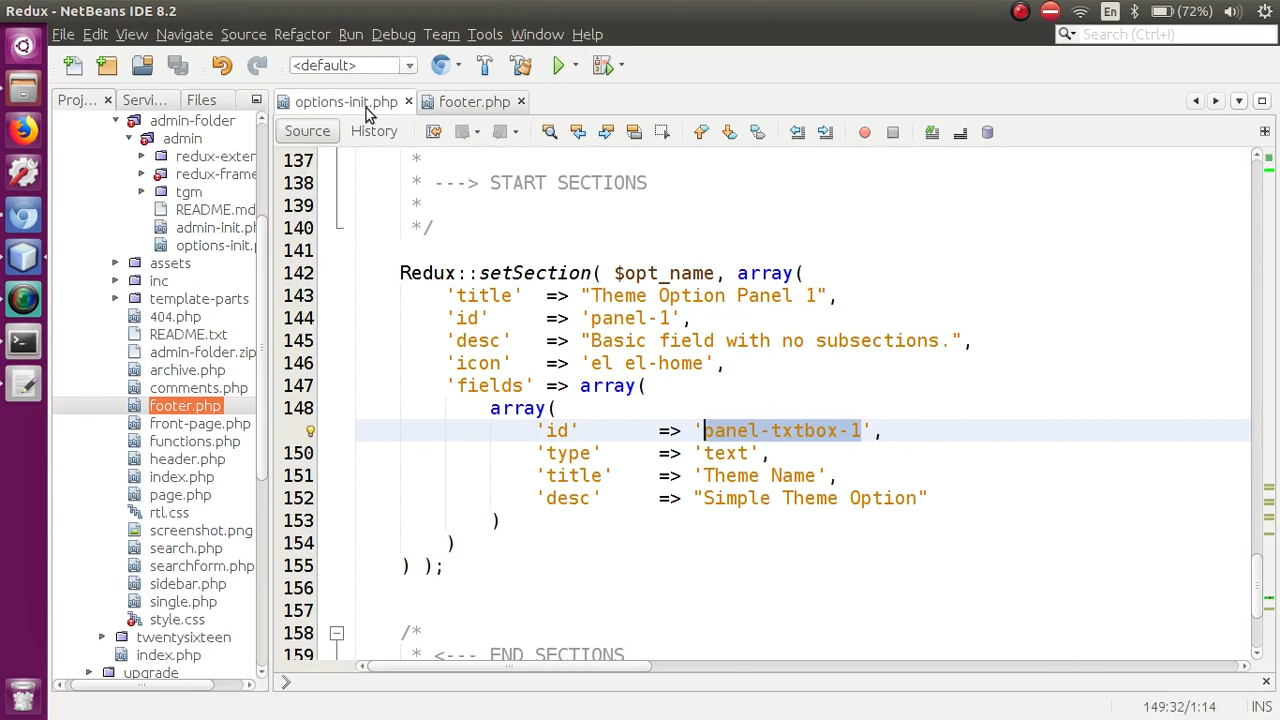 Redux - NetBeans IDE 8.2
En
(72%)
File Edit View Navigate Source Refactor Run Debug Team Tools Window Help
Search (Ctrl+I)
<default>
Proj... Servi... Files
options-init.php footer.php
Source History
admin-folder
admin
redux-exter
redux-frame
tgm
README.md
admin-init.ph
options-init.
assets
inc
template-parts
404.php
README.txt
admin-folder.zip
archive.php
comments.php
footer.php
front-page.php
functions.php
header.php
index.php
page.php
rtl.css
screenshot.png
search.php
searchform.php
sidebar.php
single.php
style.css
twentysixteen
index.php
upgrade
137 *
138 * ---> START SECTIONS
139 *
140 */
141
142 Redux::setSection( $opt_name, array(
143 'title' => "Theme Option Panel 1",
144 'id' => 'panel-1',
145 'desc' => "Basic field with no subsections.",
146 'icon' => 'el el-home',
147 'fields' => array(
148 array(
'id' => 'panel-txtbox-1',
150 'type' => 'text',
151 'title' => 'Theme Name',
152 'desc' => "Simple Theme Option"
153 )
154 )
155 ) );
156
157
158 /*
159 * <--- END SECTIONS
149:32/1:14 INS